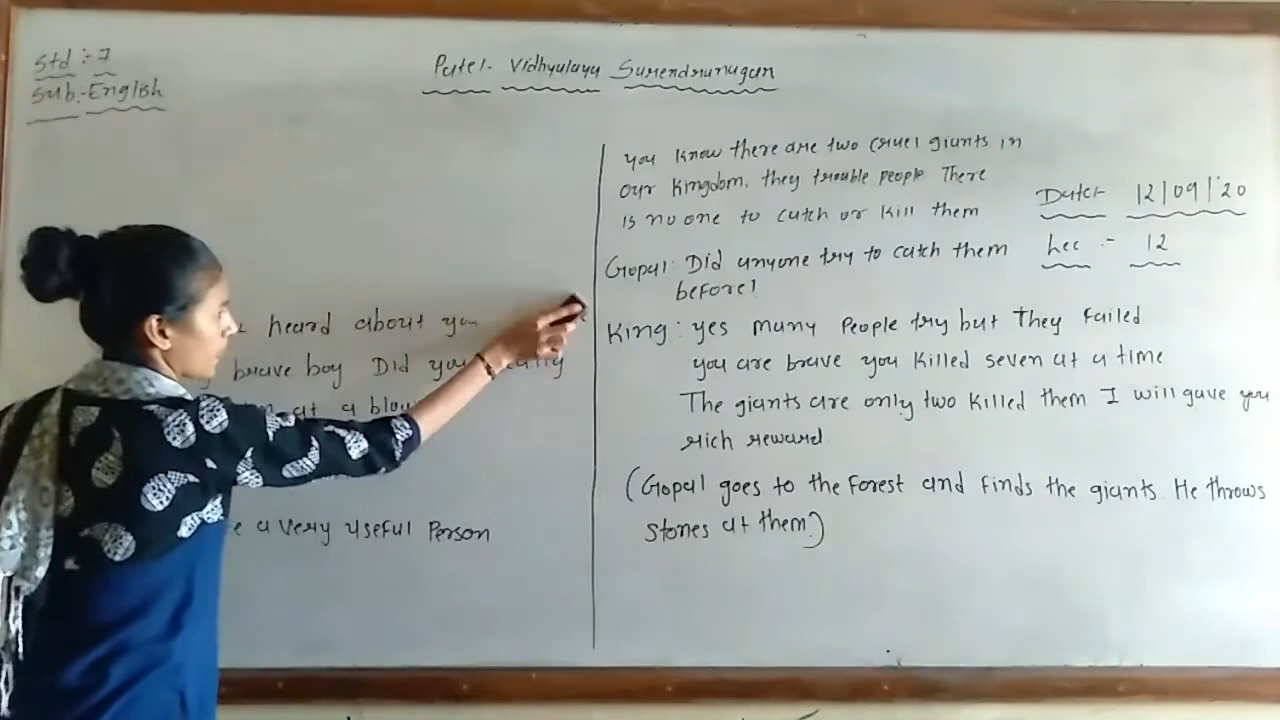 Std :- 7
Sub.-English
Patel- Vidhyalaya Surendranagar
heard about you
brave boy Did you
at a blow
a very useful Person
you know there are two cruel giants in
our Kingdom. they trouble people There
is no one to catch or kill them
Date:- 12/09/'20
Lec :- 12
Gopal: Did anyone try to catch them
before!
King: yes many People try but They failed
you are brave you killed seven at a time
The giants are only two killed them I will gave you
rich reward
(Gopal goes to the forest and finds the giants. He throws
stones at them.)